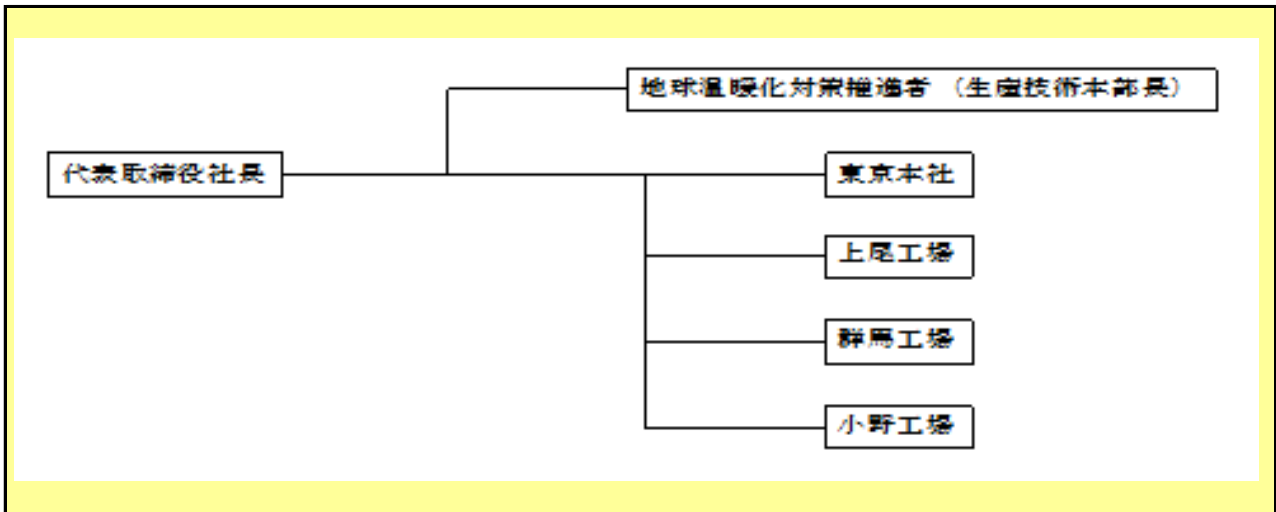 地球温暖化対策推進者 (生産技術本部長)
代表取締役社長
東京本社
上尾工場
群馬工場
小野工場